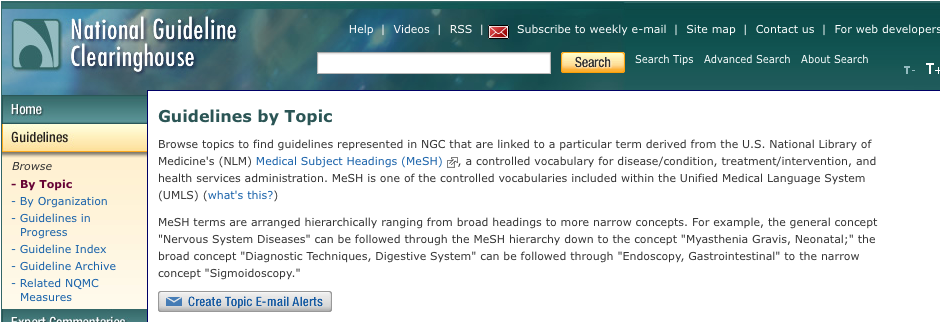 National Guideline
Clearinghouse
Help | Videos | RSS | Subscribe to weekly e-mail | Site map | Contact us | For web developers
Search Search Tips Advanced Search About Search
T- T+
Home
Guidelines
Browse
- By Topic
- By Organization
- Guidelines in
Progress
- Guideline Index
- Guideline Archive
- Related NQMC
Measures
Expert Commentaries
Guidelines by Topic
Browse topics to find guidelines represented in NGC that are linked to a particular term derived from the U.S. National Library of
Medicine's (NLM) Medical Subject Headings (MeSH) , a controlled vocabulary for disease/condition, treatment/intervention, and
health services administration. MeSH is one of the controlled vocabularies included within the Unified Medical Language System
(UMLS) (what's this?)
MeSH terms are arranged hierarchically ranging from broad headings to more narrow concepts. For example, the general concept
"Nervous System Diseases" can be followed through the MeSH hierarchy down to the concept "Myasthenia Gravis, Neonatal;" the
broad concept "Diagnostic Techniques, Digestive System" can be followed through "Endoscopy, Gastrointestinal" to the narrow
concept "Sigmoidoscopy."
Create Topic E-mail Alerts